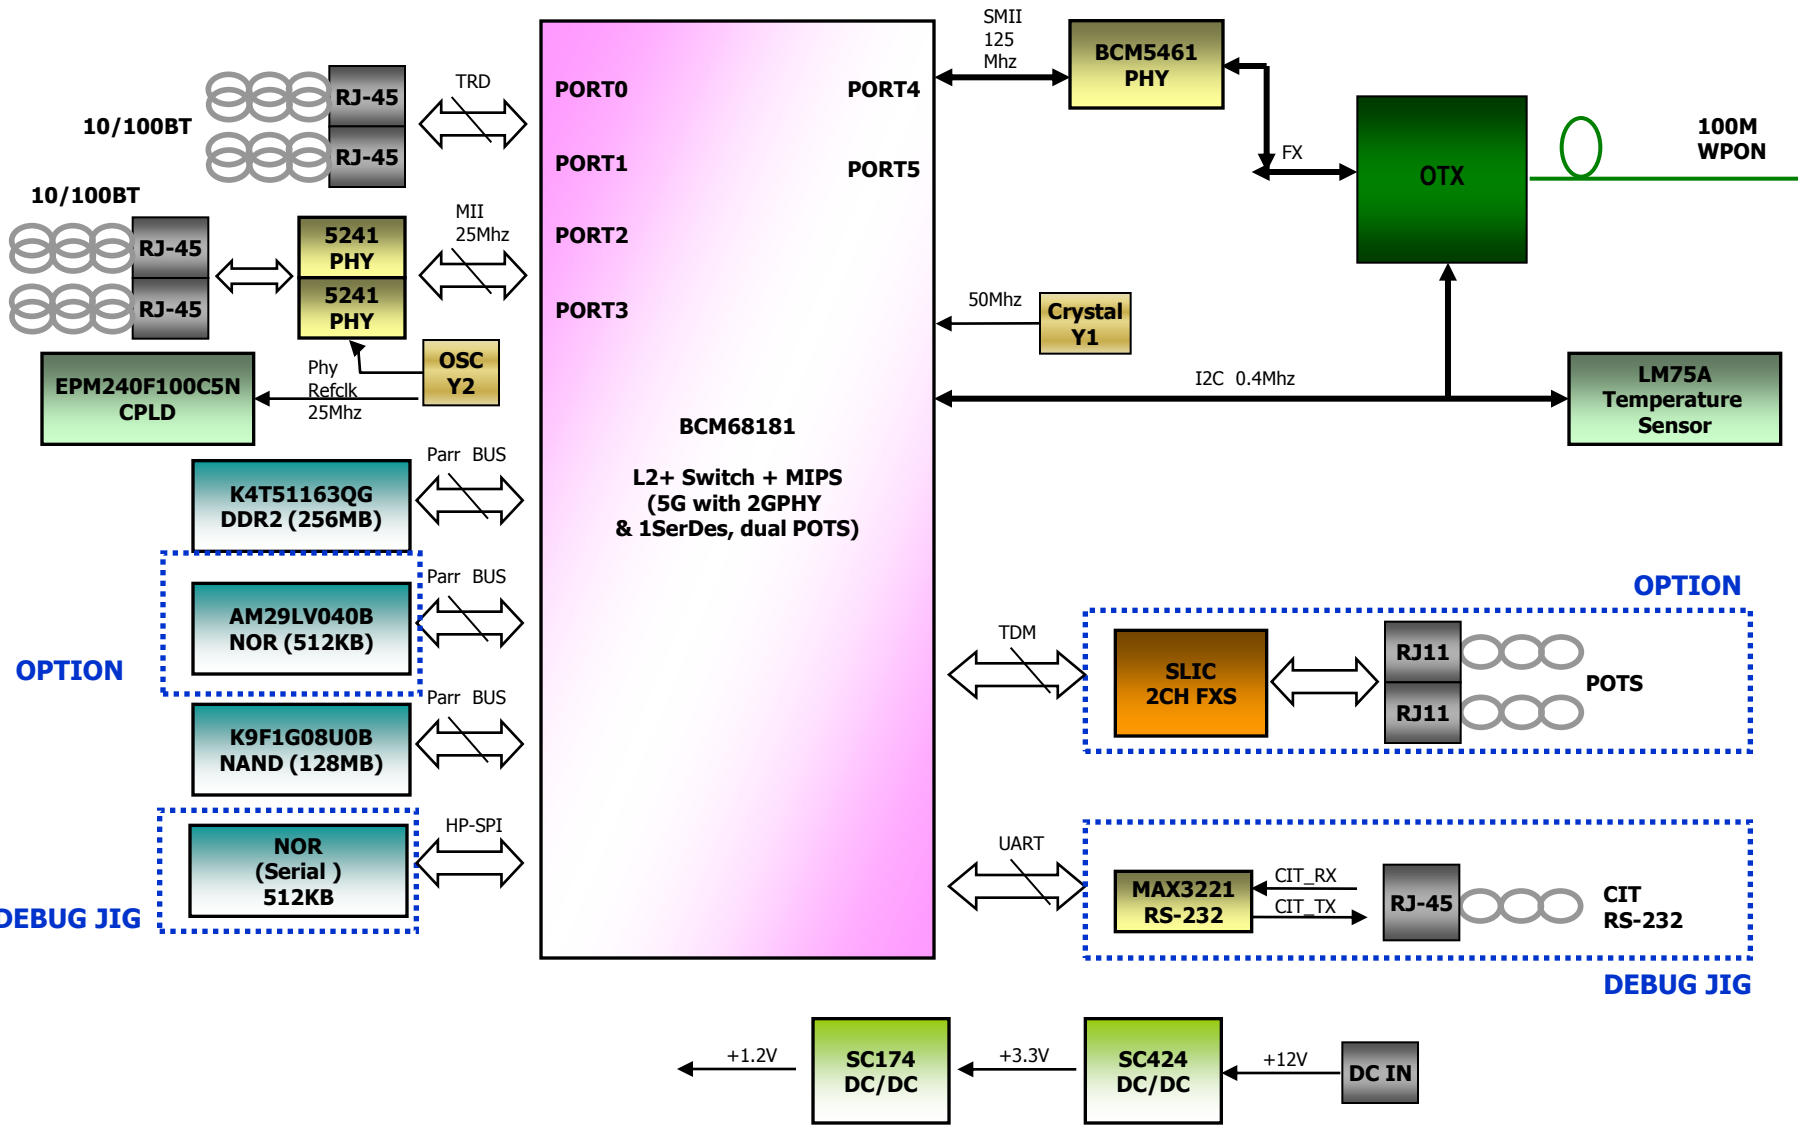 SMII
125
Mhz
BCM5461
PHY
TRD
RJ-45
RJ-45
10/100BT
PORT0
PORT4
PORT1
PORT5
PORT2
PORT3
FX
OTX
100M
WPON
10/100BT
RJ-45
RJ-45
5241
PHY
5241
PHY
MII
25Mhz
50Mhz
Crystal
Y1
EPM240F100C5N
CPLD
Phy
Refclk
25Mhz
OSC
Y2
I2C 0.4Mhz
LM75A
Temperature
Sensor
BCM68181
L2+ Switch + MIPS
(5G with 2GPHY
& 1SerDes, dual POTS)
K4T51163QG
DDR2 (256MB)
Parr BUS
AM29LV040B
NOR (512KB)
Parr BUS
OPTION
K9F1G08U0B
NAND (128MB)
Parr BUS
NOR
(Serial )
512KB
HP-SPI
DEBUG JIG
OPTION
TDM
SLIC
2CH FXS
RJ11
RJ11
POTS
UART
MAX3221
RS-232
CIT_RX
CIT_TX
RJ-45
CIT
RS-232
DEBUG JIG
+1.2V
SC174
DC/DC
+3.3V
SC424
DC/DC
+12V
DC IN